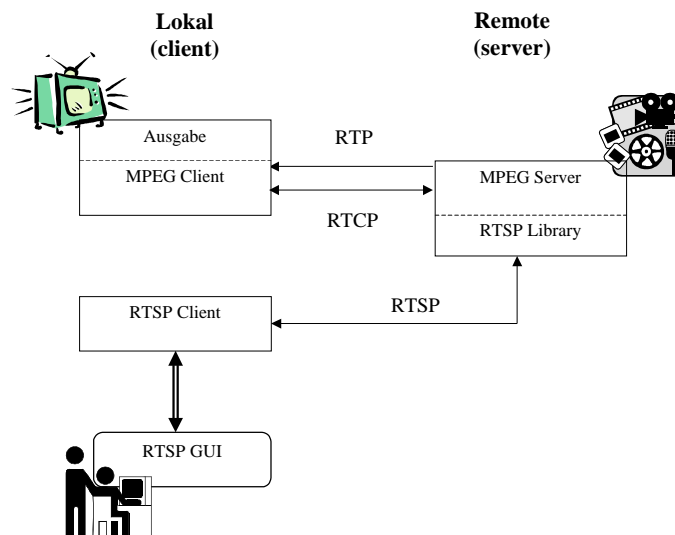 Lokal
(client)
Remote
(server)
Ausgabe
MPEG Client
RTP
RTCP
MPEG Server
RTSP Library
RTSP Client
RTSP
RTSP GUI